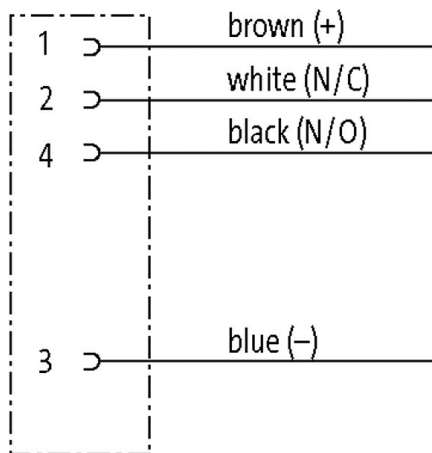 1 brown (+)
2 white (N/C)
4 black (N/O)
3 blue (–)